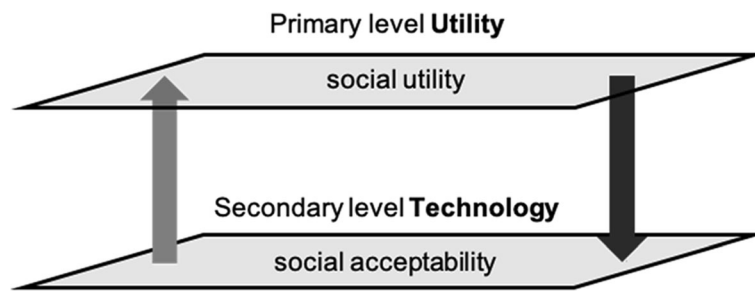 Primary level Utility
social utility
Secondary level Technology
social acceptability